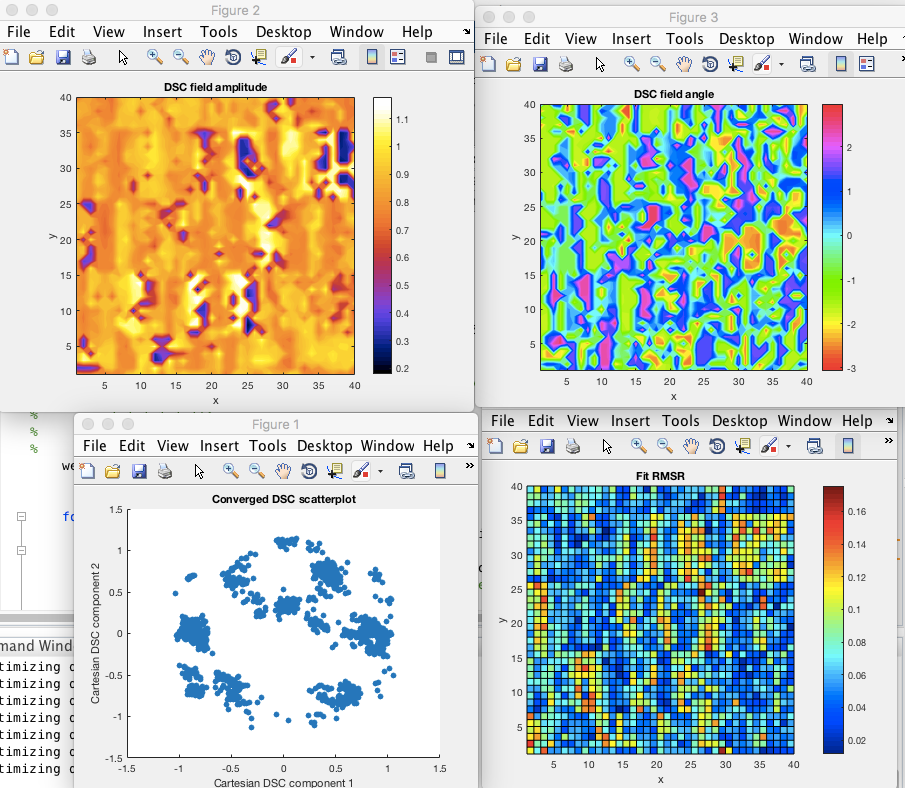 Figure 2
File Edit View Insert Tools Desktop Window Help
DSC field amplitude
40
35
30
25
20
15
10
5
y
5 10 15 20 25 30 35 40
x
1.1
1
0.9
0.8
0.7
0.6
0.5
0.4
0.3
0.2
Figure 3
File Edit View Insert Tools Desktop Window Help
DSC field angle
40
35
30
25
20
15
10
5
y
5 10 15 20 25 30 35 40
x
2
1
0
-1
-2
-3
%
%
%
we
fo
Figure 1
File Edit View Insert Tools Desktop Window Help
Converged DSC scatterplot
1.5
1
0.5
0
-0.5
-1
-1.5
Cartesian DSC component 2
-1.5 -1 -0.5 0 0.5 1 1.5
Cartesian DSC component 1
File Edit View Insert Tools Desktop Window Help
Fit RMSR
40
35
30
25
20
15
10
5
y
5 10 15 20 25 30 35 40
x
0.16
0.14
0.12
0.1
0.08
0.06
0.04
0.02
mand Wind
timizing
timizing
timizing
timizing
timizing
timizing
timizing